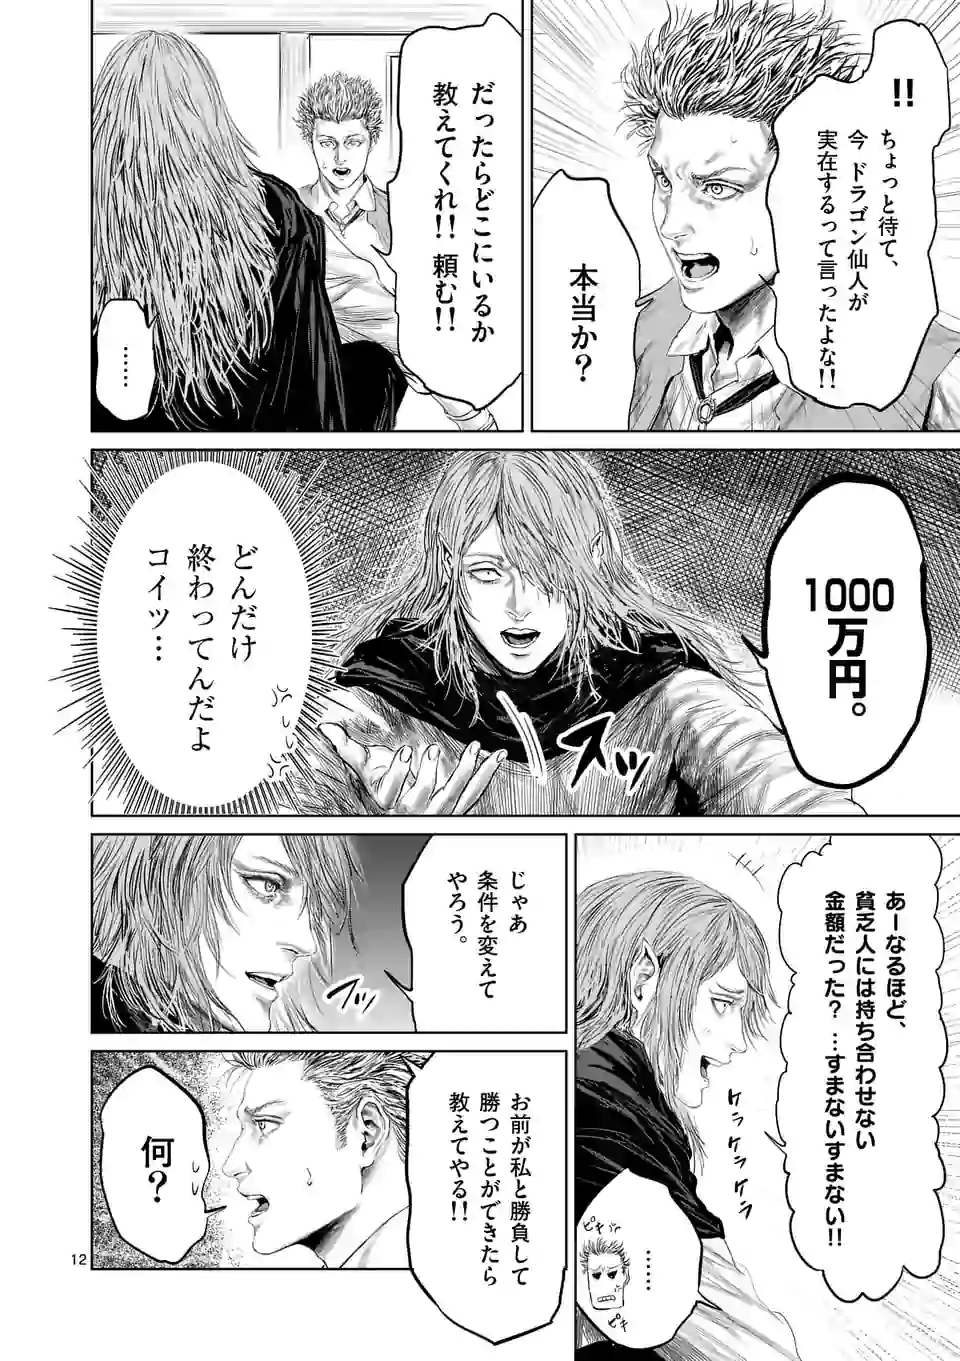 !!
ちょっと待て、
今 ドラゴン仙人が
実在するって言ったよな!!
本当か?
だったらどこにいるか
教えてくれ!! 頼む!!
……
1000
万円。
スッ
どんだけ
終わってんだよ
コイツ…
あーなるほど、
貧乏人には持ち合わせない
金額だった? …すまないすまない!!
ケラケラ
ケラケラ
……
ピキ
ピキ
じゃあ
条件を変えて
やろう。
お前が私と勝負して
勝つことができたら
教えてやる!!
何?
12